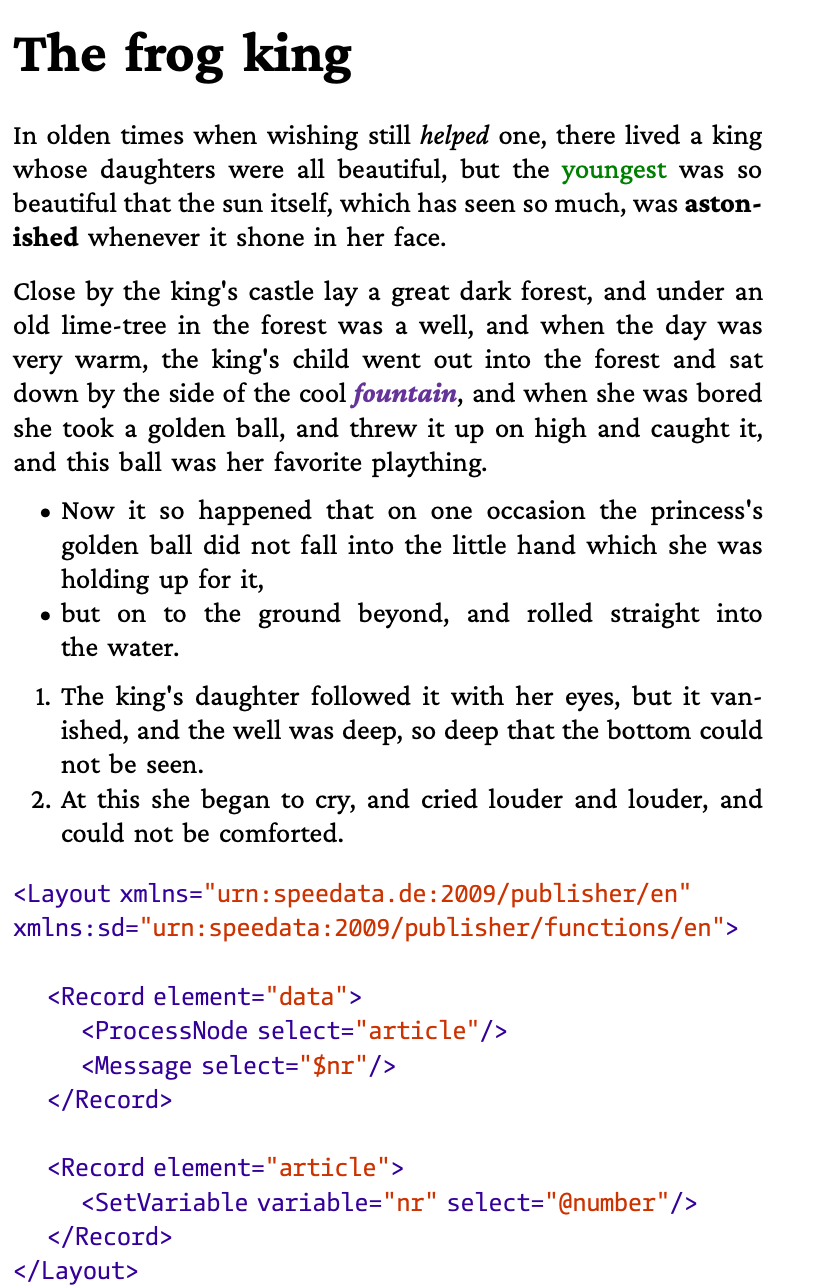 The frog king
In olden times when wishing still helped one, there lived a king
whose daughters were all beautiful, but the youngest was so
beautiful that the sun itself, which has seen so much, was aston-
ished whenever it shone in her face.
Close by the king's castle lay a great dark forest, and under an
old lime-tree in the forest was a well, and when the day was
very warm, the king's child went out into the forest and sat
down by the side of the cool fountain, and when she was bored
she took a golden ball, and threw it up on high and caught it,
and this ball was her favorite plaything.
• Now it so happened that on one occasion the princess's
golden ball did not fall into the little hand which she was
holding up for it,
• but on to the ground beyond, and rolled straight into
the water.
1. The king's daughter followed it with her eyes, but it van-
ished, and the well was deep, so deep that the bottom could
not be seen.
2. At this she began to cry, and cried louder and louder, and
could not be comforted.
<Layout xmlns="urn:speedata.de:2009/publisher/en"
xmlns:sd="urn:speedata:2009/publisher/functions/en">
<Record element="data">
<ProcessNode select="article"/>
<Message select="$nr"/>
</Record>
<Record element="article">
<SetVariable variable="nr" select="@number"/>
</Record>
</Layout>